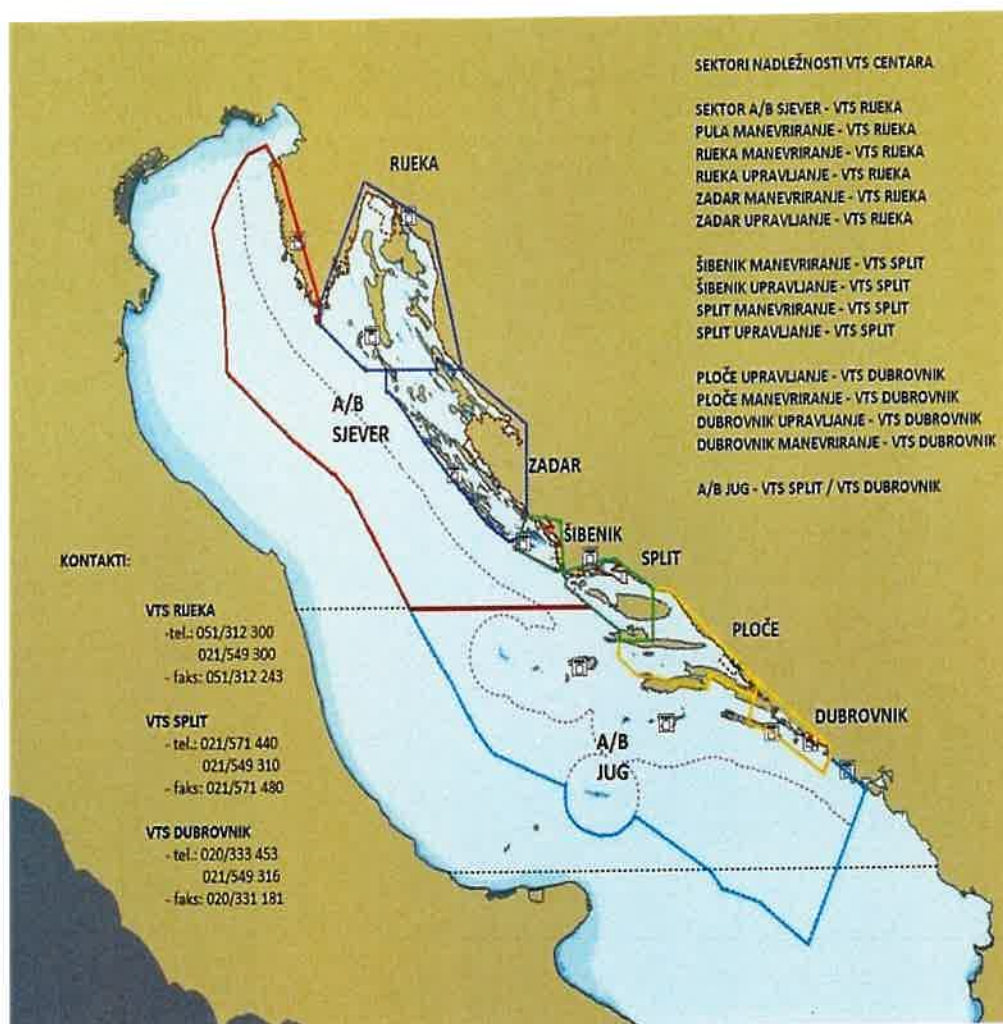 SEKTORI NADLEŽNOSTI VTS CENTARA
SEKTOR A/B SJEVER - VTS RIJEKA
PULA MANEVRIRANJE - VTS RIJEKA
RIJEKA MANEVRIRANJE - VTS RIJEKA
RIJEKA UPRAVLJANJE - VTS RIJEKA
ZADAR MANEVRIRANJE - VTS RIJEKA
ZADAR UPRAVLJANJE - VTS RIJEKA
ŠIBENIK MANEVRIRANJE - VTS SPLIT
ŠIBENIK UPRAVLJANJE - VTS SPLIT
SPLIT MANEVRIRANJE - VTS SPLIT
SPLIT UPRAVLJANJE - VTS SPLIT
PLOČE UPRAVLJANJE - VTS DUBROVNIK
PLOČE MANEVRIRANJE - VTS DUBROVNIK
DUBROVNIK UPRAVLJANJE - VTS DUBROVNIK
DUBROVNIK MANEVRIRANJE - VTS DUBROVNIK
A/B JUG - VTS SPLIT / VTS DUBROVNIK
RIJEKA
A/B
SJEVER
ZADAR
ŠIBENIK
SPLIT
PLOČE
DUBROVNIK
A/B
JUG
KONTAKTI:
VTS RIJEKA
-tel.: 051/312 300
021/549 300
- faks: 051/312 243
VTS SPLIT
- tel.: 021/571 440
021/549 310
- faks: 021/571 480
VTS DUBROVNIK
- tel.: 020/333 453
021/549 316
- faks: 020/331 181